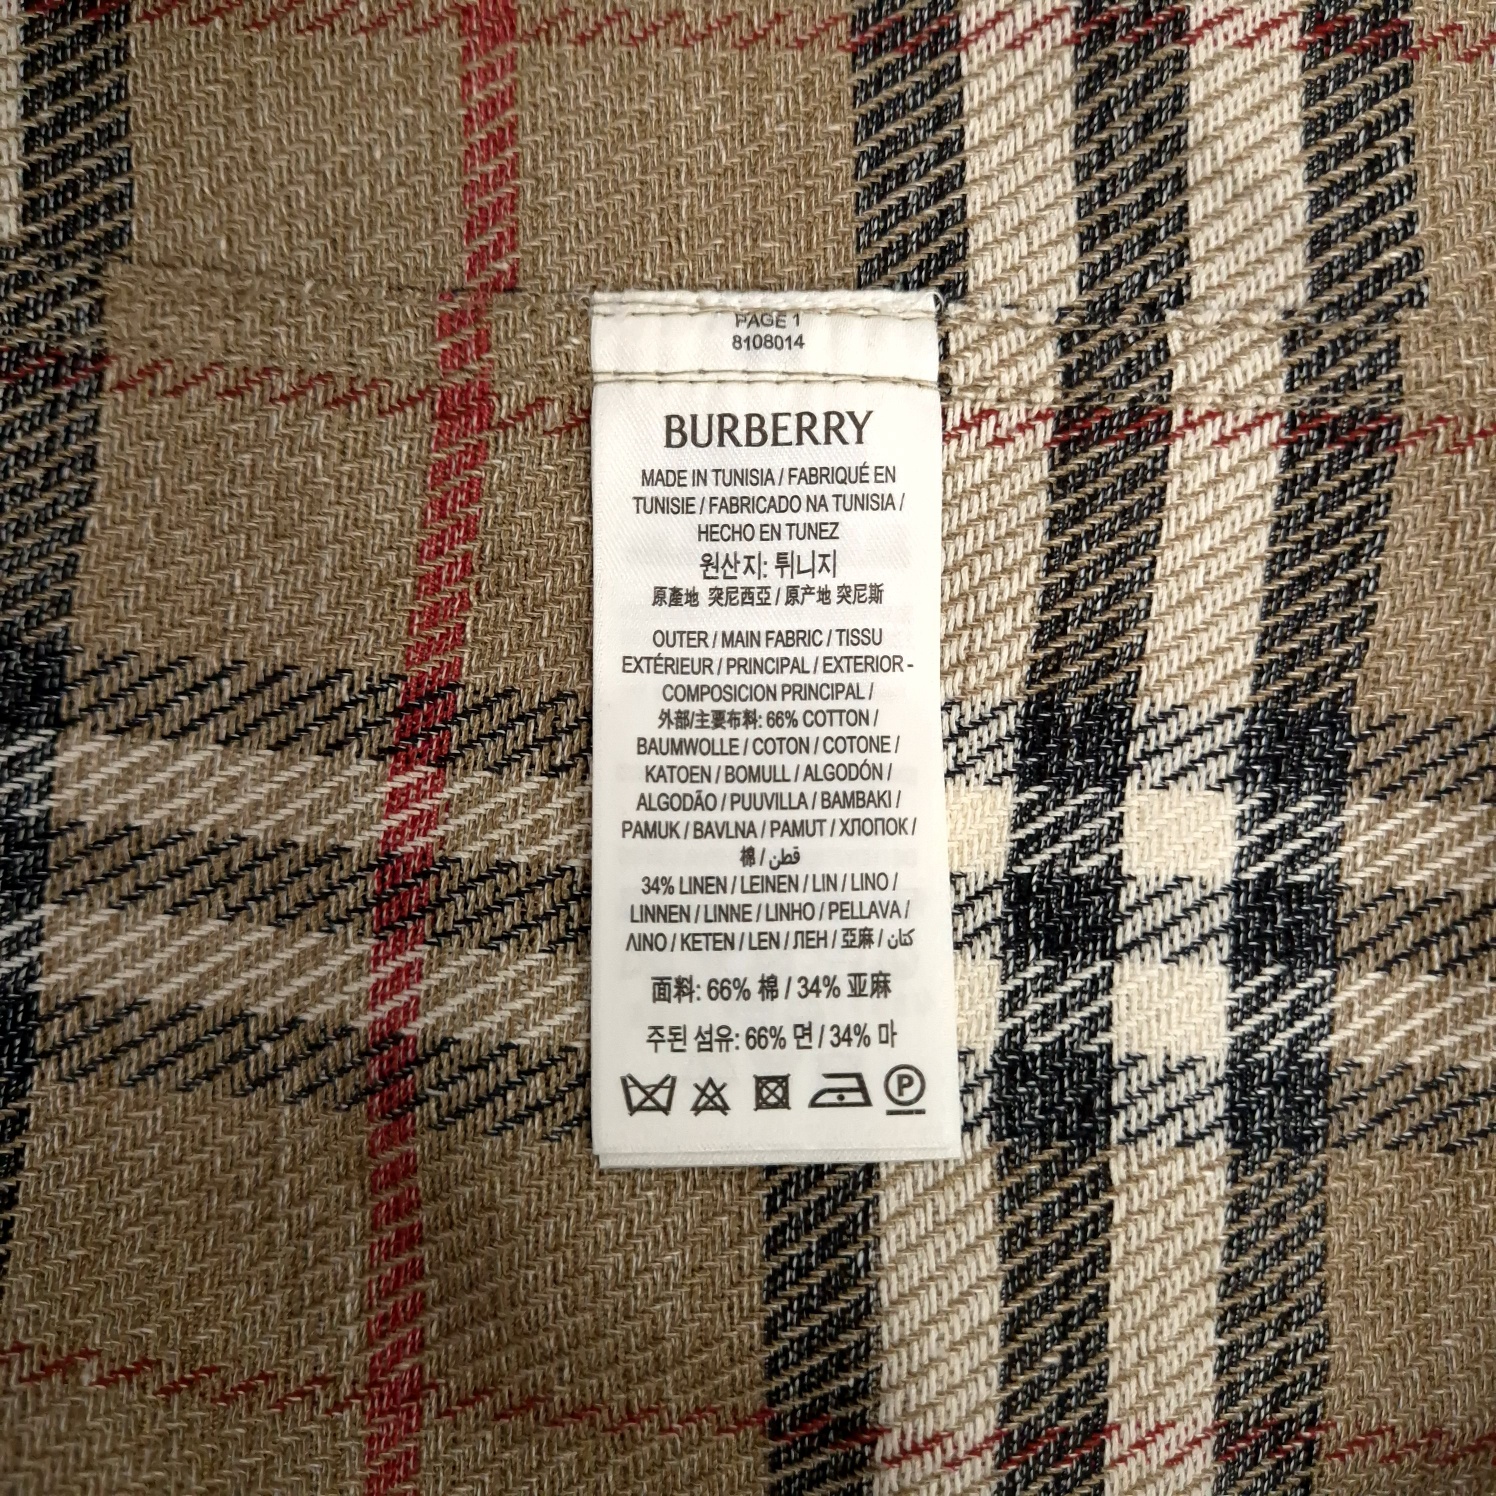 PAGE 1
8108014
BURBERRY
MADE IN TUNISIA / FABRIQUÉ EN
TUNISIE / FABRICADO NA TUNISIA /
HECHO EN TUNEZ
원산지: 튀니지
原產地 突尼西亞 / 原产地 突尼斯
OUTER / MAIN FABRIC / TISSU
EXTÉRIEUR / PRINCIPAL / EXTERIOR -
COMPOSICION PRINCIPAL /
外部/主要布料: 66% COTTON /
BAUMWOLLE / COTON / COTONE /
KATOEN / BOMULL / ALGODÓN /
ALGODÃO / PUUVILLA / BAMBAKI /
PAMUK / BAVLNA / PAMUT / ХЛОПОК /
棉 / قطن
34% LINEN / LEINEN / LIN / LINO /
LINNEN / LINNE / LINHO / PELLAVA /
ΛΙΝΟ / KETEN / LEN / ЛЕН / 亞麻 / كتان
面料: 66% 棉 / 34% 亚麻
주된 섬유: 66% 면 / 34% 마
P